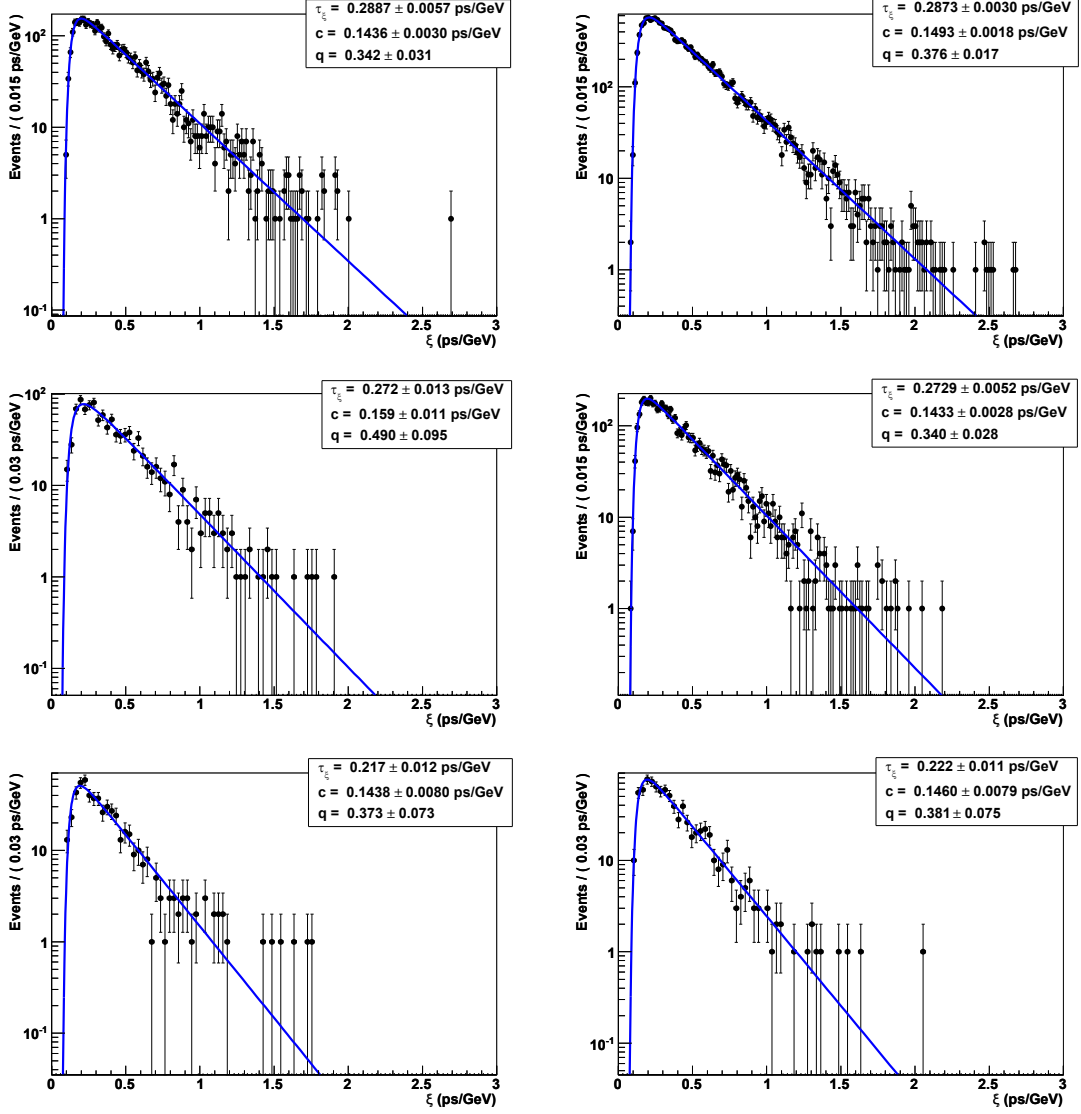 τξ = 0.2887 ± 0.0057 ps/GeV
c = 0.1436 ± 0.0030 ps/GeV
q = 0.342 ± 0.031
Events / ( 0.015 ps/GeV )
10²
10
1
10⁻¹
0 0.5 1 1.5 2 2.5 3
ξ (ps/GeV)
τξ = 0.2873 ± 0.0030 ps/GeV
c = 0.1493 ± 0.0018 ps/GeV
q = 0.376 ± 0.017
Events / ( 0.015 ps/GeV )
10²
10
1
0 0.5 1 1.5 2 2.5 3
ξ (ps/GeV)
τξ = 0.272 ± 0.013 ps/GeV
c = 0.159 ± 0.011 ps/GeV
q = 0.490 ± 0.095
Events / ( 0.03 ps/GeV )
10²
10
1
10⁻¹
0 0.5 1 1.5 2 2.5 3
ξ (ps/GeV)
τξ = 0.2729 ± 0.0052 ps/GeV
c = 0.1433 ± 0.0028 ps/GeV
q = 0.340 ± 0.028
Events / ( 0.015 ps/GeV )
10²
10
1
0 0.5 1 1.5 2 2.5 3
ξ (ps/GeV)
τξ = 0.217 ± 0.012 ps/GeV
c = 0.1438 ± 0.0080 ps/GeV
q = 0.373 ± 0.073
Events / ( 0.03 ps/GeV )
10
1
10⁻¹
0 0.5 1 1.5 2 2.5 3
ξ (ps/GeV)
τξ = 0.222 ± 0.011 ps/GeV
c = 0.1460 ± 0.0079 ps/GeV
q = 0.381 ± 0.075
Events / ( 0.03 ps/GeV )
10
1
10⁻¹
0 0.5 1 1.5 2 2.5 3
ξ (ps/GeV)